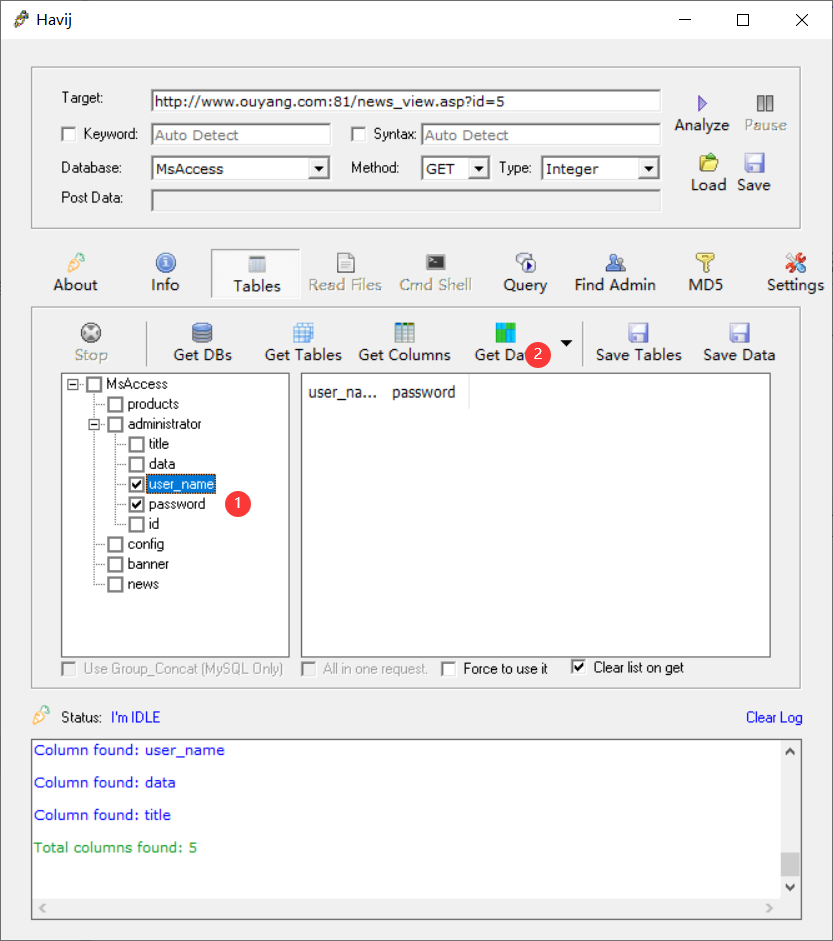 Havij
Target: http://www.ouyang.com:81/news_view.asp?id=5
Analyze Pause
Keyword: Auto Detect Syntax: Auto Detect
Database: MsAccess Method: GET Type: Integer
Load Save
Post Data:
About Info Tables Read Files Cmd Shell Query Find Admin MD5 Settings
Stop Get DBs Get Tables Get Columns Get Da 2 Save Tables Save Data
MsAccess
user_na... password
products
administrator
title
data
user_name
password 1
id
config
banner
news
Use Group_Concat (MySQL Only) All in one request. Force to use it Clear list on get
Status: I'm IDLE Clear Log
Column found: user_name
Column found: data
Column found: title
Total columns found: 5